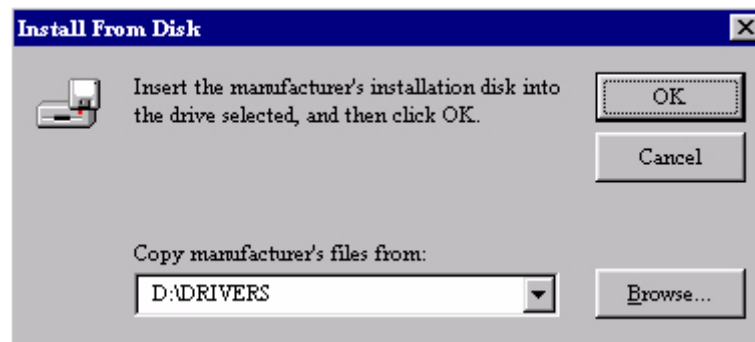 Install From Disk
Insert the manufacturer's installation disk into
the drive selected, and then click OK.
OK
Cancel
Copy manufacturer's files from:
D:\DRIVERS
Browse...